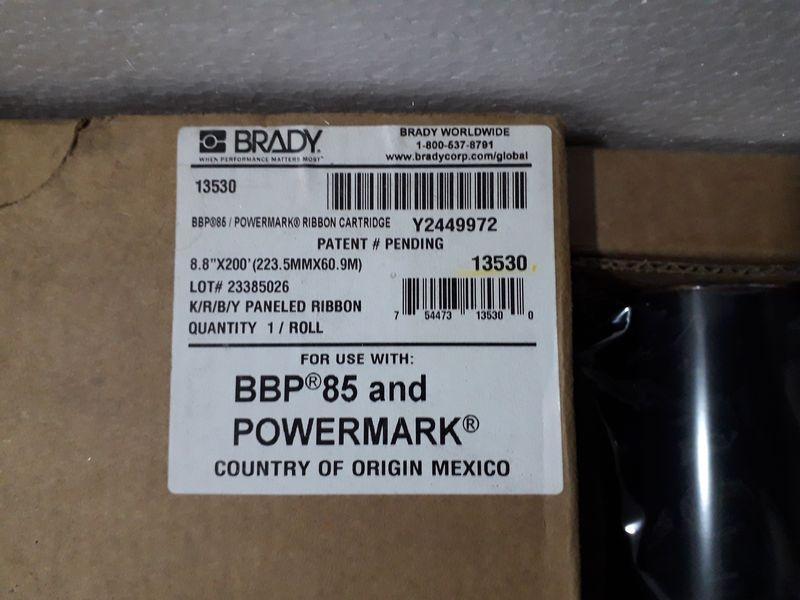 BRADY.
WHEN PERFORMANCE MATTERS MOST™
BRADY WORLDWIDE
1-800-537-8791
www.bradycorp.com/global
13530
BBP®85 / POWERMARK® RIBBON CARTRIDGE
Y2449972
PATENT # PENDING
8.8"X200'(223.5MMX60.9M)
13530
LOT# 23385026
K/R/B/Y PANELED RIBBON
QUANTITY 1 / ROLL
7 54473 13530 0
FOR USE WITH:
BBP®85 and
POWERMARK®
COUNTRY OF ORIGIN MEXICO